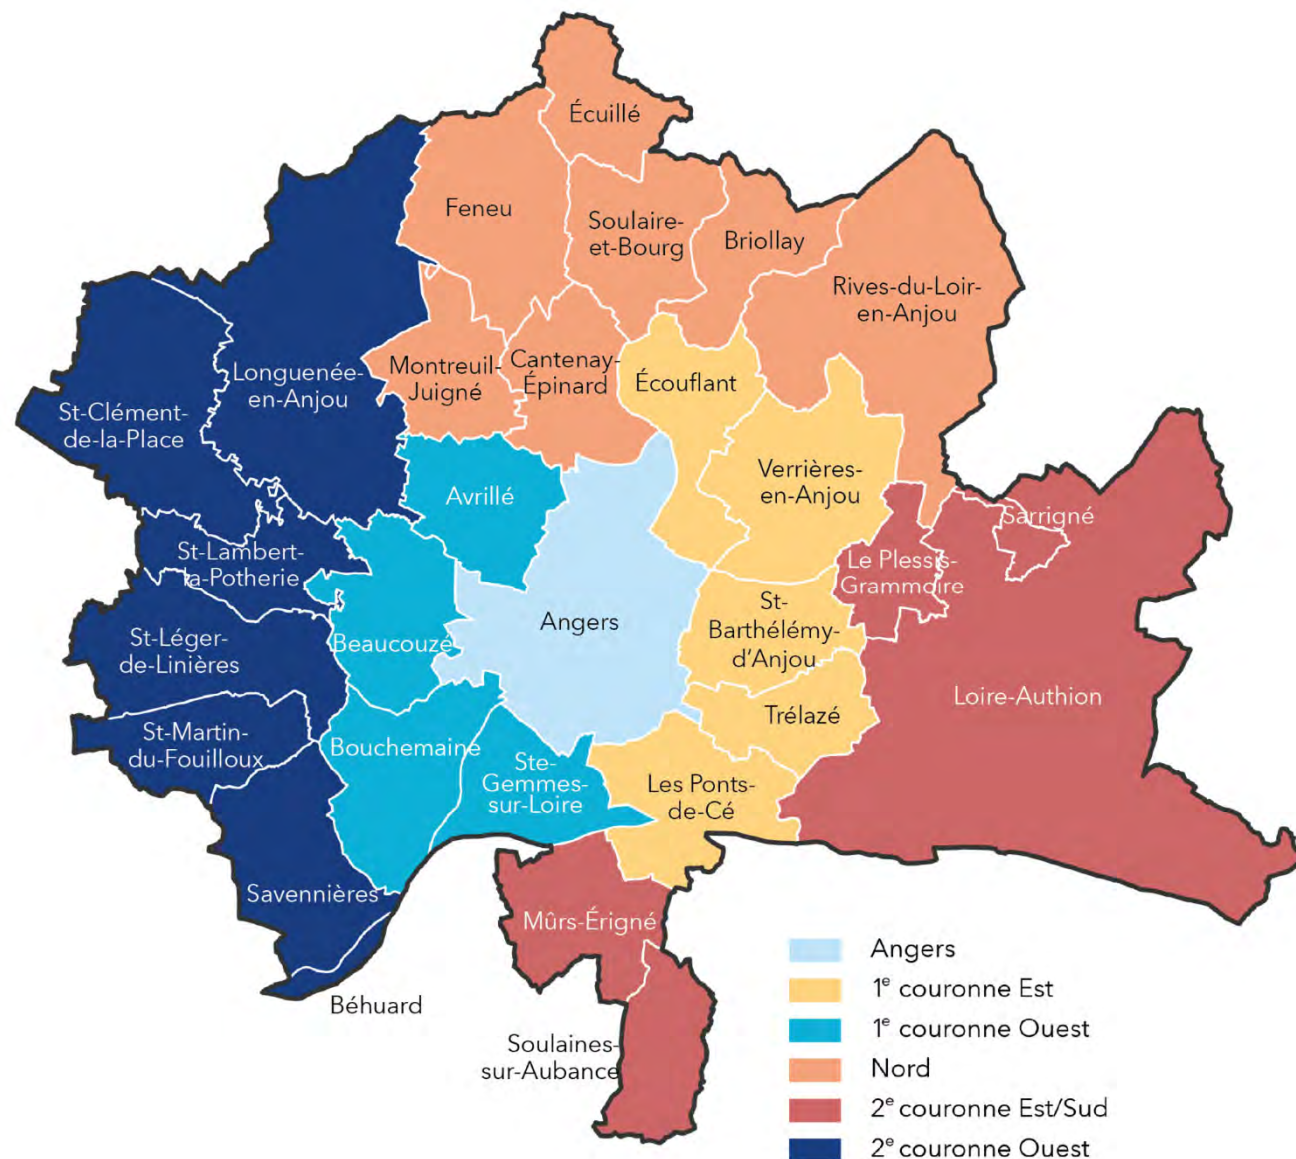 Écuillé
Feneu
Soulaire-
et-Bourg
Briollay
Rives-du-Loir-
en-Anjou
Montreuil-
Juigné
Cantenay-
Épinard
Écouflant
Longuenée-
en-Anjou
St-Clément-
de-la-Place
Avrillé
Verrières-
en-Anjou
Sarrigné
St-Lambert-
la-Potherie
Le Plessis-
Grammoire
Angers
St-
Barthélémy-
d'Anjou
St-Léger-
de-Linières
Beaucouzé
Loire-Authion
Trélazé
St-Martin-
du-Fouilloux
Bouchemaine
Ste-
Gemmes-
sur-Loire
Les Ponts-
de-Cé
Savennières
Mûrs-Érigné
Béhuard
Soulaines-
sur-Aubance
Angers
1e couronne Est
1e couronne Ouest
Nord
2e couronne Est/Sud
2e couronne Ouest